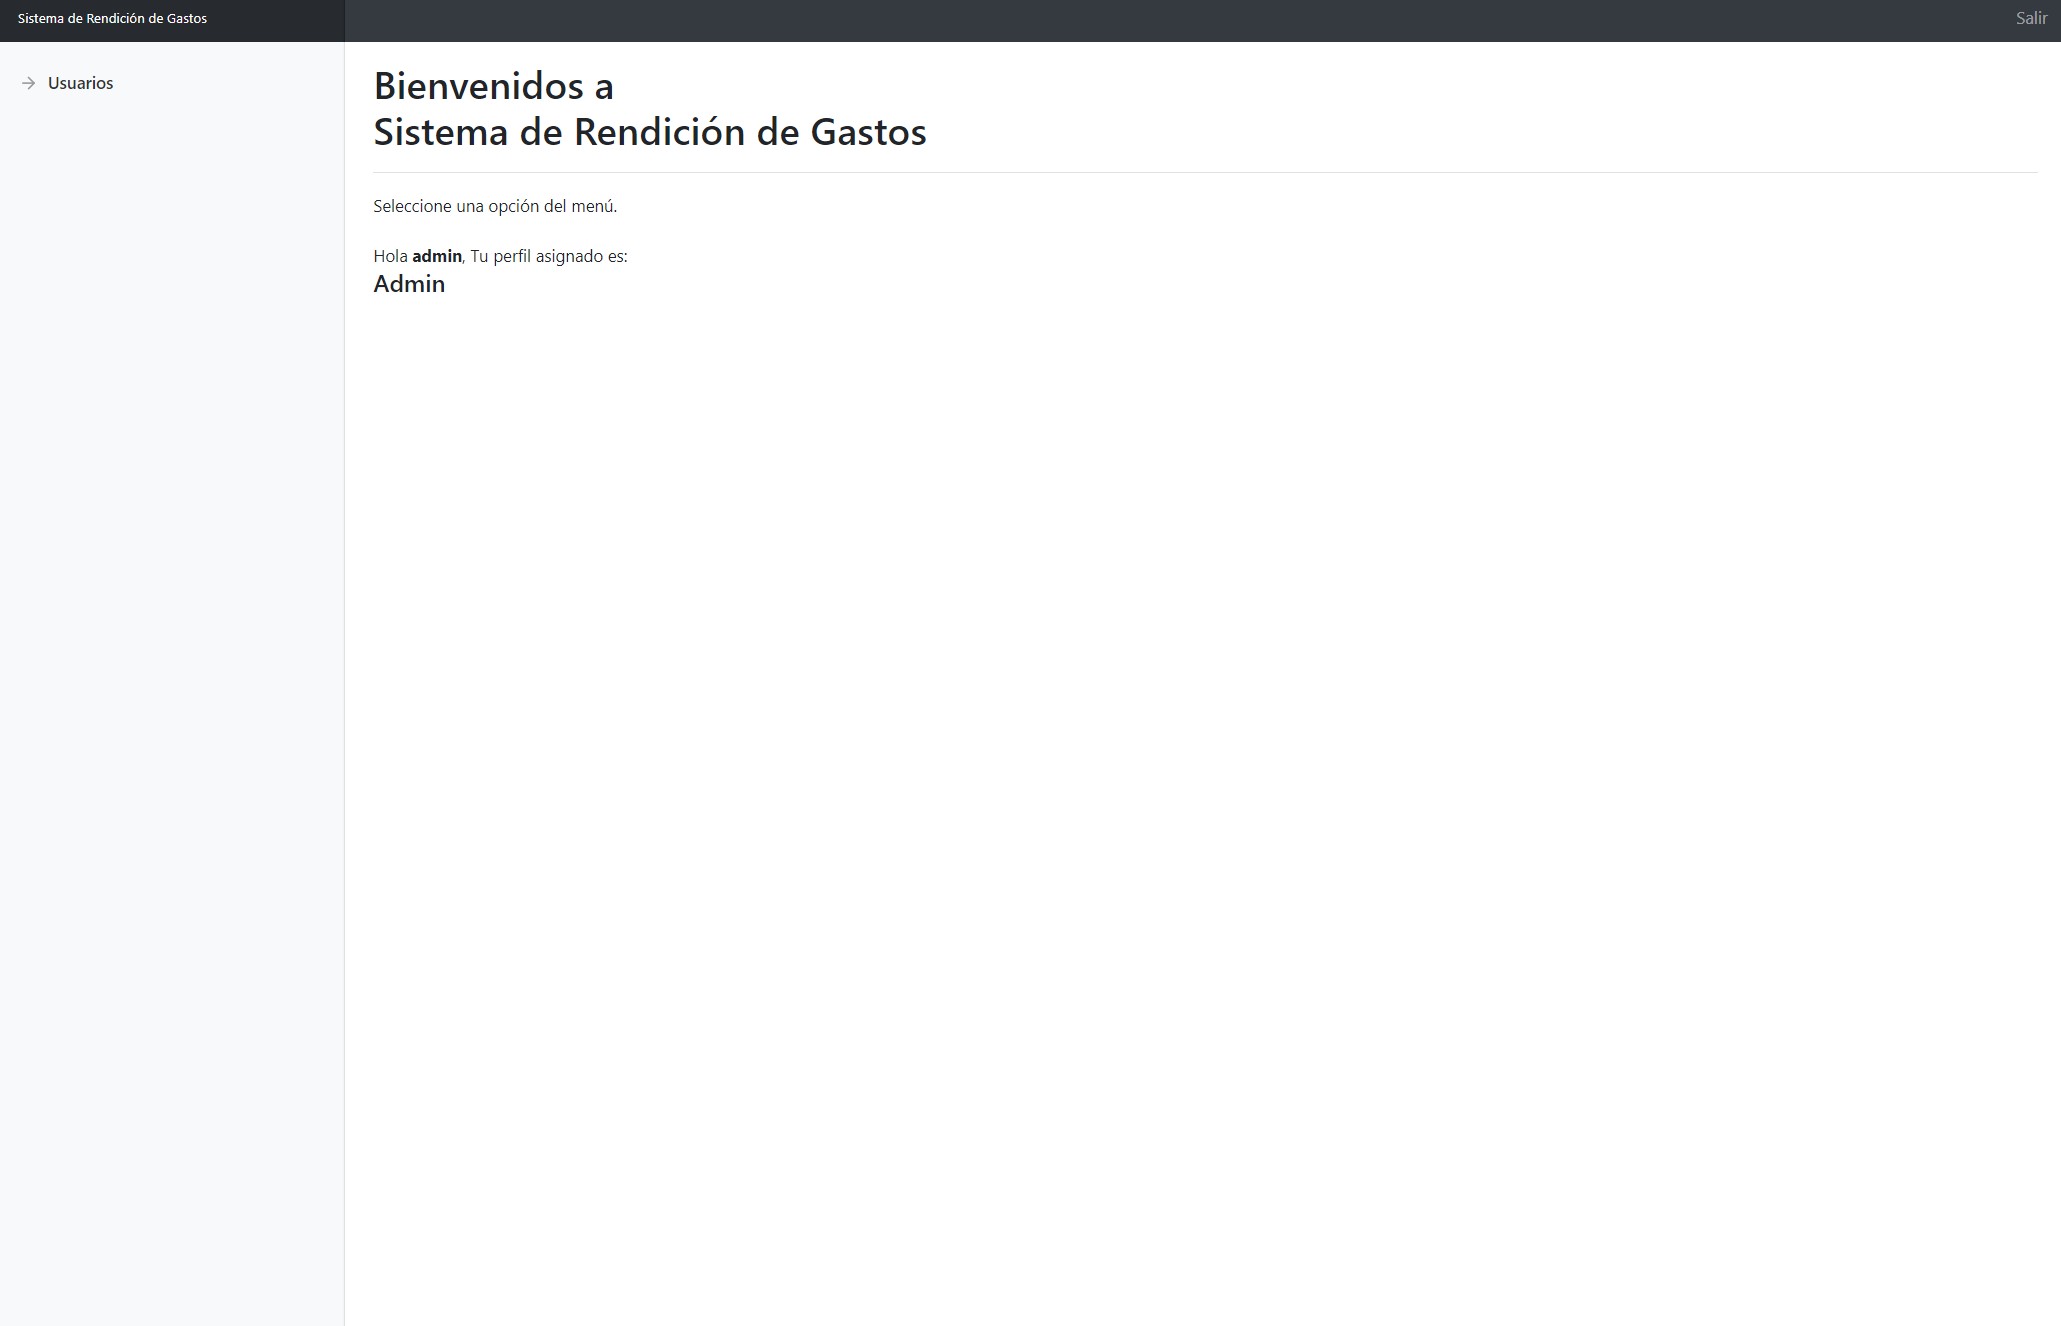 Sistema de Rendición de Gastos
Salir
Usuarios
Bienvenidos a
Sistema de Rendición de Gastos
Seleccione una opción del menú.
Hola admin, Tu perfil asignado es:
Admin